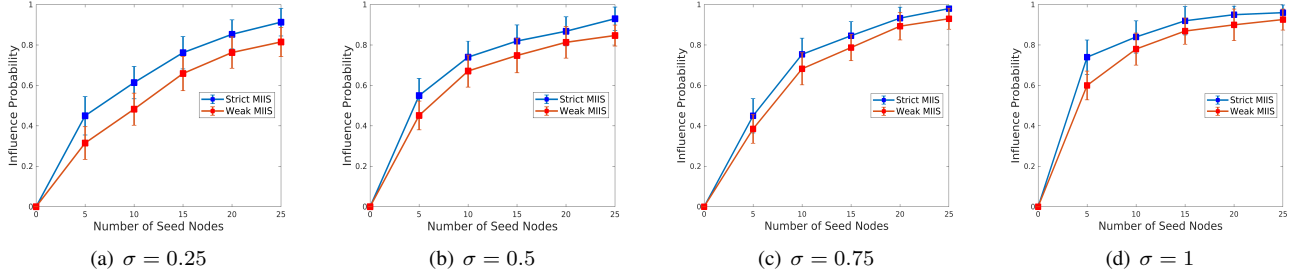 1
0.8
0.6
0.4
0.2
0
Influence Probability
Strict MIIS
Weak MIIS
0 5 10 15 20 25
Number of Seed Nodes
(a) σ = 0.25
1
0.8
0.6
0.4
0.2
0
Influence Probability
Strict MIIS
Weak MIIS
0 5 10 15 20 25
Number of Seed Nodes
(b) σ = 0.5
1
0.8
0.6
0.4
0.2
0
Influence Probability
Strict MIIS
Weak MIIS
0 5 10 15 20 25
Number of Seed Nodes
(c) σ = 0.75
1
0.8
0.6
0.4
0.2
0
Influence Probability
Strict MIIS
Weak MIIS
0 5 10 15 20 25
Number of Seed Nodes
(d) σ = 1